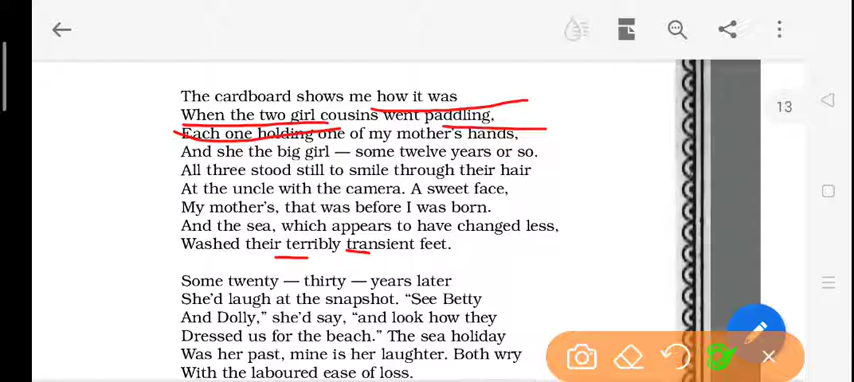 The cardboard shows me how it was
When the two girl cousins went paddling,
Each one holding one of my mother's hands,
And she the big girl — some twelve years or so.
All three stood still to smile through their hair
At the uncle with the camera. A sweet face,
My mother's, that was before I was born.
And the sea, which appears to have changed less,
Washed their terribly transient feet.
Some twenty — thirty — years later
She'd laugh at the snapshot. “See Betty
And Dolly,” she'd say, “and look how they
Dressed us for the beach.” The sea holiday
Was her past, mine is her laughter. Both wry
With the laboured ease of loss.
13